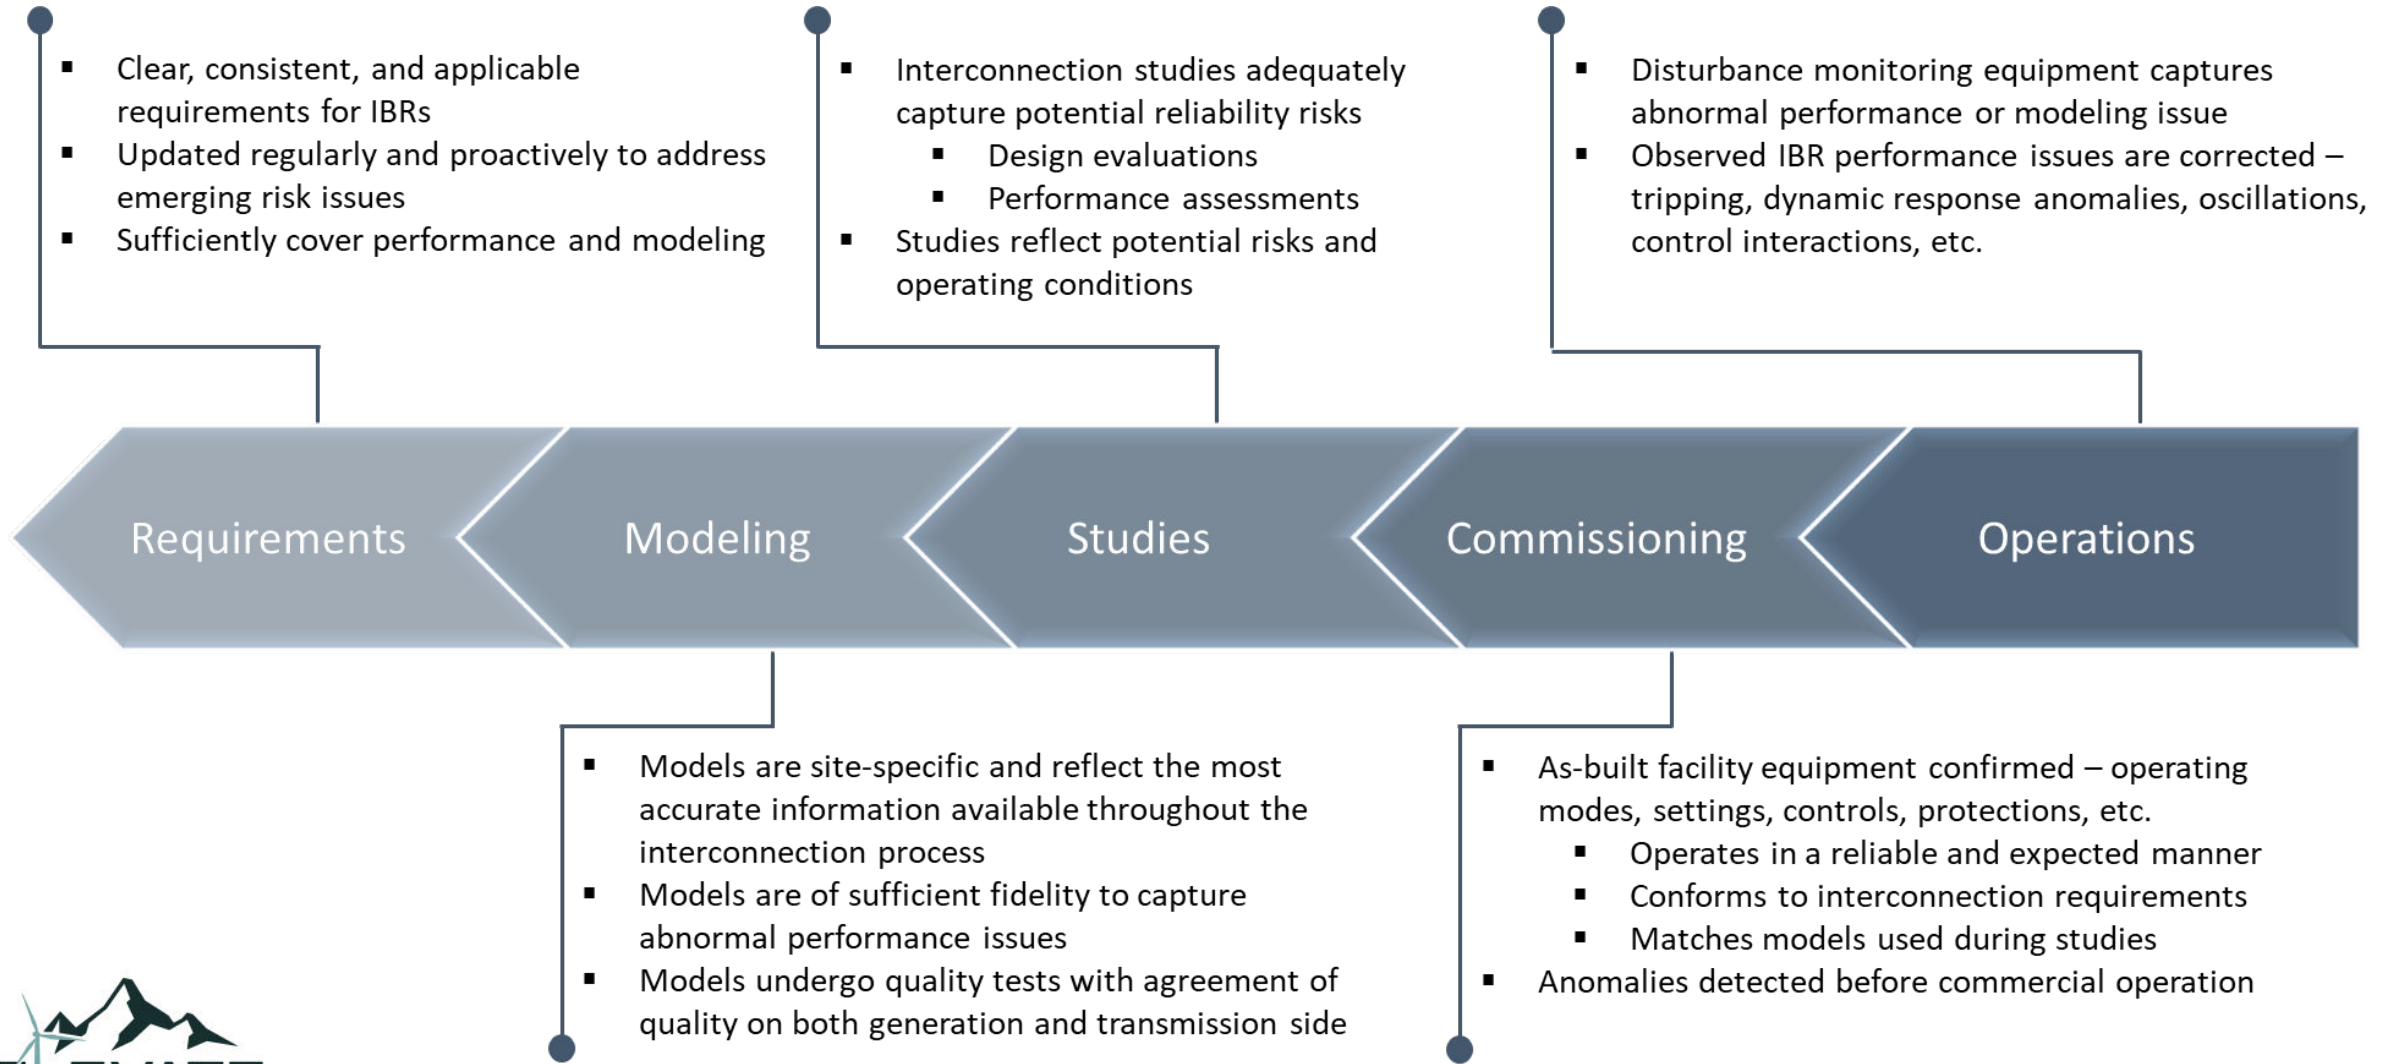 ▪ Clear, consistent, and applicable
requirements for IBRs
▪ Updated regularly and proactively to address
emerging risk issues
▪ Sufficiently cover performance and modeling
▪ Interconnection studies adequately
capture potential reliability risks
▪ Design evaluations
▪ Performance assessments
▪ Studies reflect potential risks and
operating conditions
▪ Disturbance monitoring equipment captures
abnormal performance or modeling issue
▪ Observed IBR performance issues are corrected –
tripping, dynamic response anomalies, oscillations,
control interactions, etc.
Requirements
Modeling
Studies
Commissioning
Operations
▪ Models are site-specific and reflect the most
accurate information available throughout the
interconnection process
▪ Models are of sufficient fidelity to capture
abnormal performance issues
▪ Models undergo quality tests with agreement of
quality on both generation and transmission side
▪ As-built facility equipment confirmed – operating
modes, settings, controls, protections, etc.
▪ Operates in a reliable and expected manner
▪ Conforms to interconnection requirements
▪ Matches models used during studies
▪ Anomalies detected before commercial operation